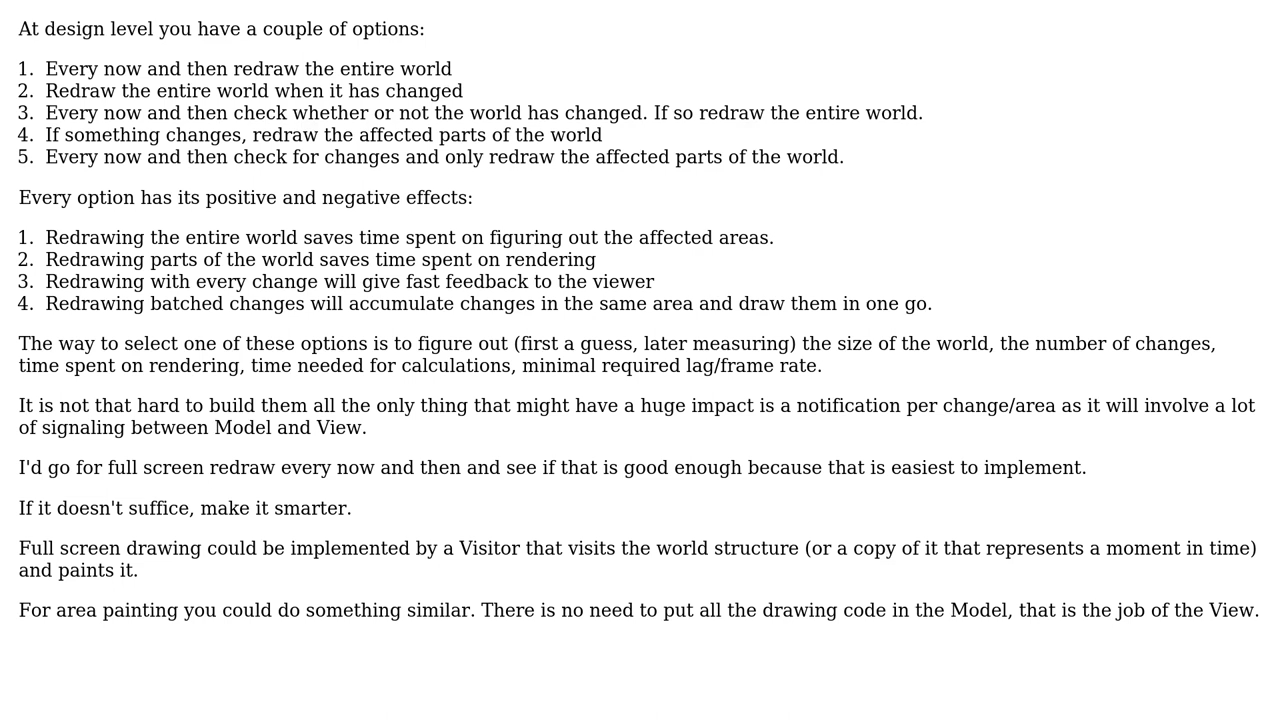 At design level you have a couple of options:
1. Every now and then redraw the entire world
2. Redraw the entire world when it has changed
3. Every now and then check whether or not the world has changed. If so redraw the entire world.
4. If something changes, redraw the affected parts of the world
5. Every now and then check for changes and only redraw the affected parts of the world.
Every option has its positive and negative effects:
1. Redrawing the entire world saves time spent on figuring out the affected areas.
2. Redrawing parts of the world saves time spent on rendering
3. Redrawing with every change will give fast feedback to the viewer
4. Redrawing batched changes will accumulate changes in the same area and draw them in one go.
The way to select one of these options is to figure out (first a guess, later measuring) the size of the world, the number of changes,
time spent on rendering, time needed for calculations, minimal required lag/frame rate.
It is not that hard to build them all the only thing that might have a huge impact is a notification per change/area as it will involve a lot
of signaling between Model and View.
I'd go for full screen redraw every now and then and see if that is good enough because that is easiest to implement.
If it doesn't suffice, make it smarter.
Full screen drawing could be implemented by a Visitor that visits the world structure (or a copy of it that represents a moment in time)
and paints it.
For area painting you could do something similar. There is no need to put all the drawing code in the Model, that is the job of the View.